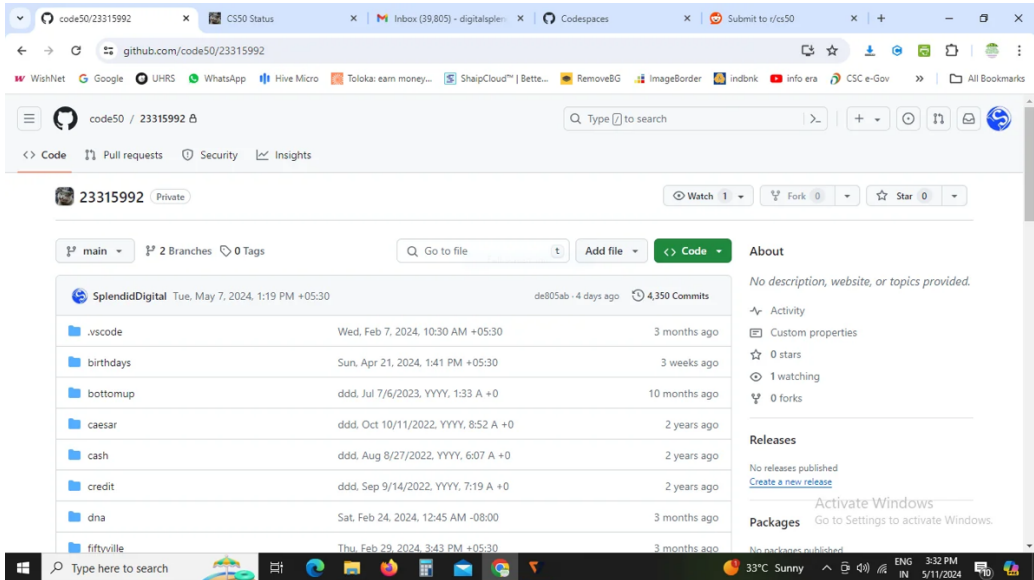 code50/23315992
CS50 Status
Inbox (39,805) - digitalsplen
Codespaces
Submit to r/cs50
github.com/code50/23315992
WishNet Google UHRS WhatsApp Hive Micro Toloka: earn money... ShaipCloud™ | Bette... RemoveBG ImageBorder indbnk info era CSC e-Gov » All Bookmarks
code50 / 23315992
Type / to search
Code Pull requests Security Insights
23315992 Private
Watch 1 Fork 0 Star 0
main 2 Branches 0 Tags Go to file t Add file Code
SplendidDigital Tue, May 7, 2024, 1:19 PM +05:30 de805ab · 4 days ago 4,350 Commits
.vscode Wed, Feb 7, 2024, 10:30 AM +05:30 3 months ago
birthdays Sun, Apr 21, 2024, 1:41 PM +05:30 3 weeks ago
bottomup ddd, Jul 7/6/2023, YYYY, 1:33 A +0 10 months ago
caesar ddd, Oct 10/11/2022, YYYY, 8:52 A +0 2 years ago
cash ddd, Aug 8/27/2022, YYYY, 6:07 A +0 2 years ago
credit ddd, Sep 9/14/2022, YYYY, 7:19 A +0 2 years ago
dna Sat, Feb 24, 2024, 12:45 AM -08:00 3 months ago
fiftyville Thu, Feb 29, 2024, 3:43 PM +05:30 3 months ago
About
No description, website, or topics provided.
Activity
Custom properties
0 stars
1 watching
0 forks
Releases
No releases published
Create a new release
Packages
No packages published
Activate Windows
Go to Settings to activate Windows.
Type here to search
33°C Sunny
ENG
IN
3:32 PM
5/11/2024